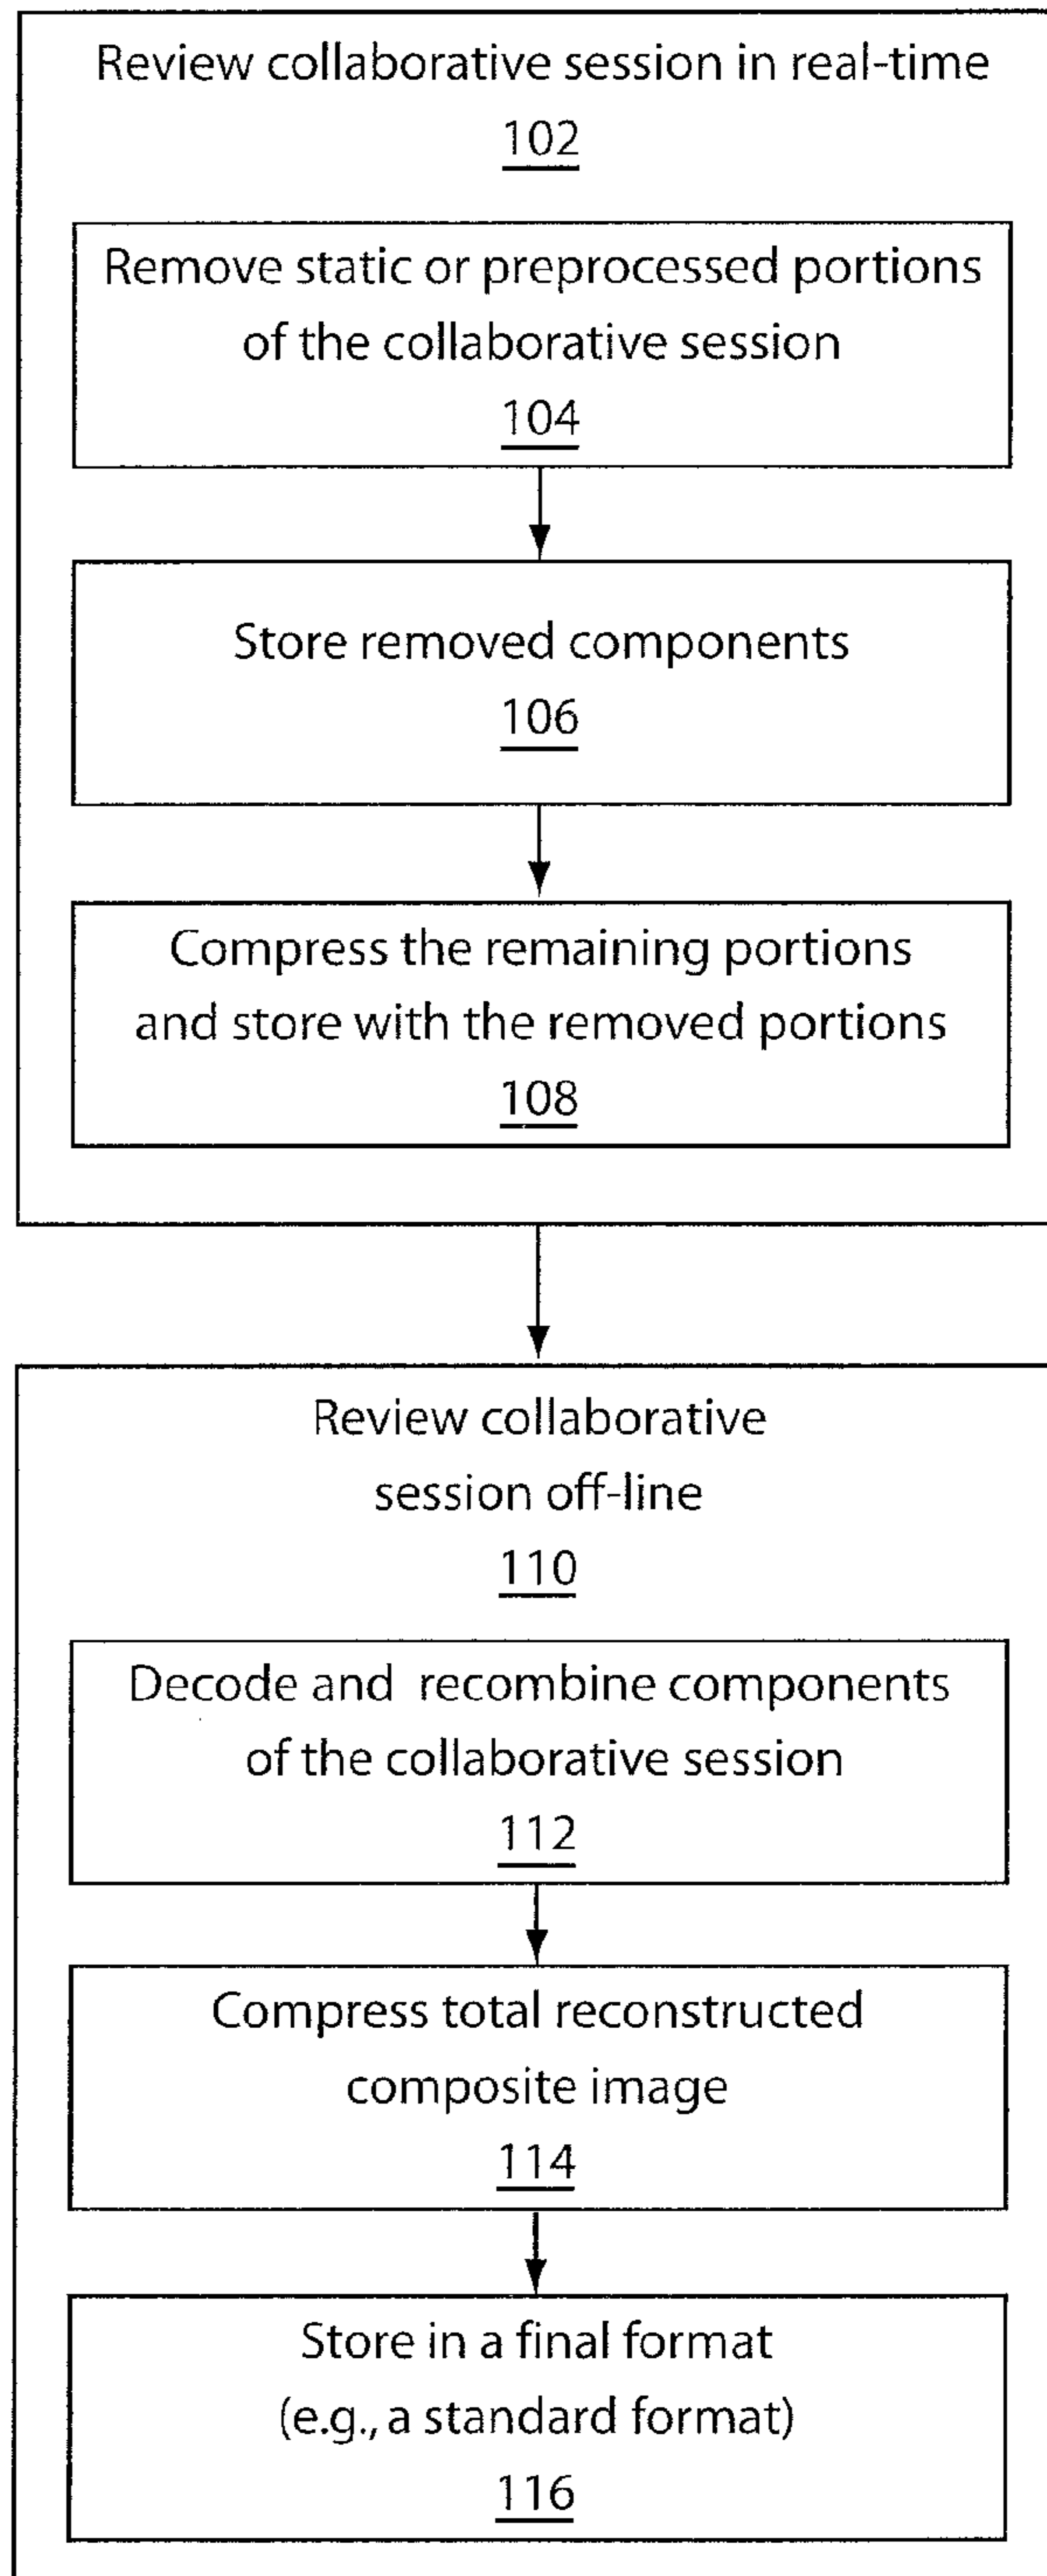 Review collaborative session in real-time
102
Remove static or preprocessed portions
of the collaborative session
104
Store removed components
106
Compress the remaining portions
and store with the removed portions
108
Review collaborative
session off-line
110
Decode and recombine components
of the collaborative session
112
Compress total reconstructed
composite image
114
Store in a final format
(e.g., a standard format)
116